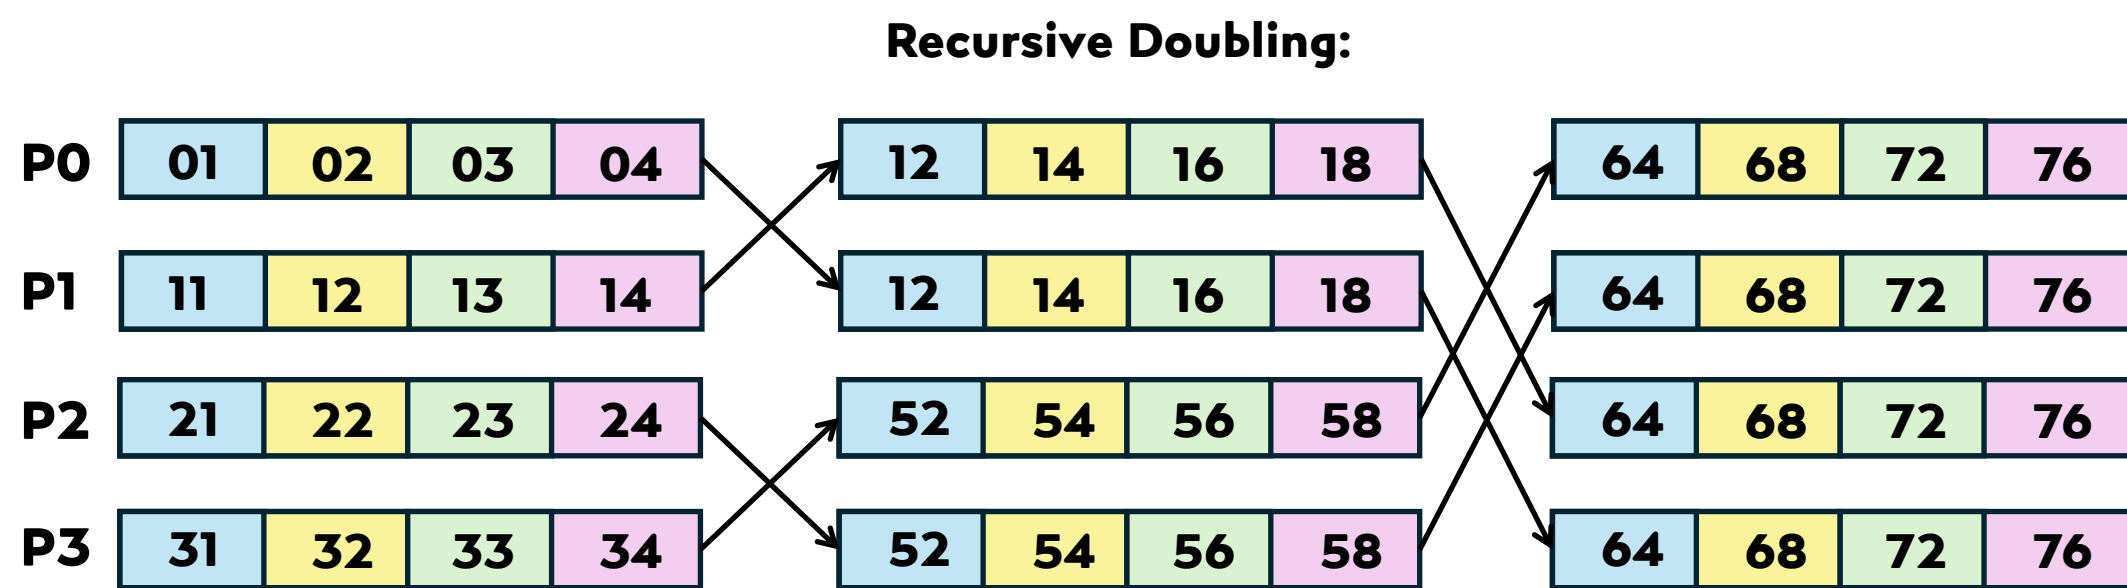 Recursive Doubling:
P0 01 02 03 04 12 14 16 18 64 68 72 76
P1 11 12 13 14 12 14 16 18 64 68 72 76
P2 21 22 23 24 52 54 56 58 64 68 72 76
P3 31 32 33 34 52 54 56 58 64 68 72 76